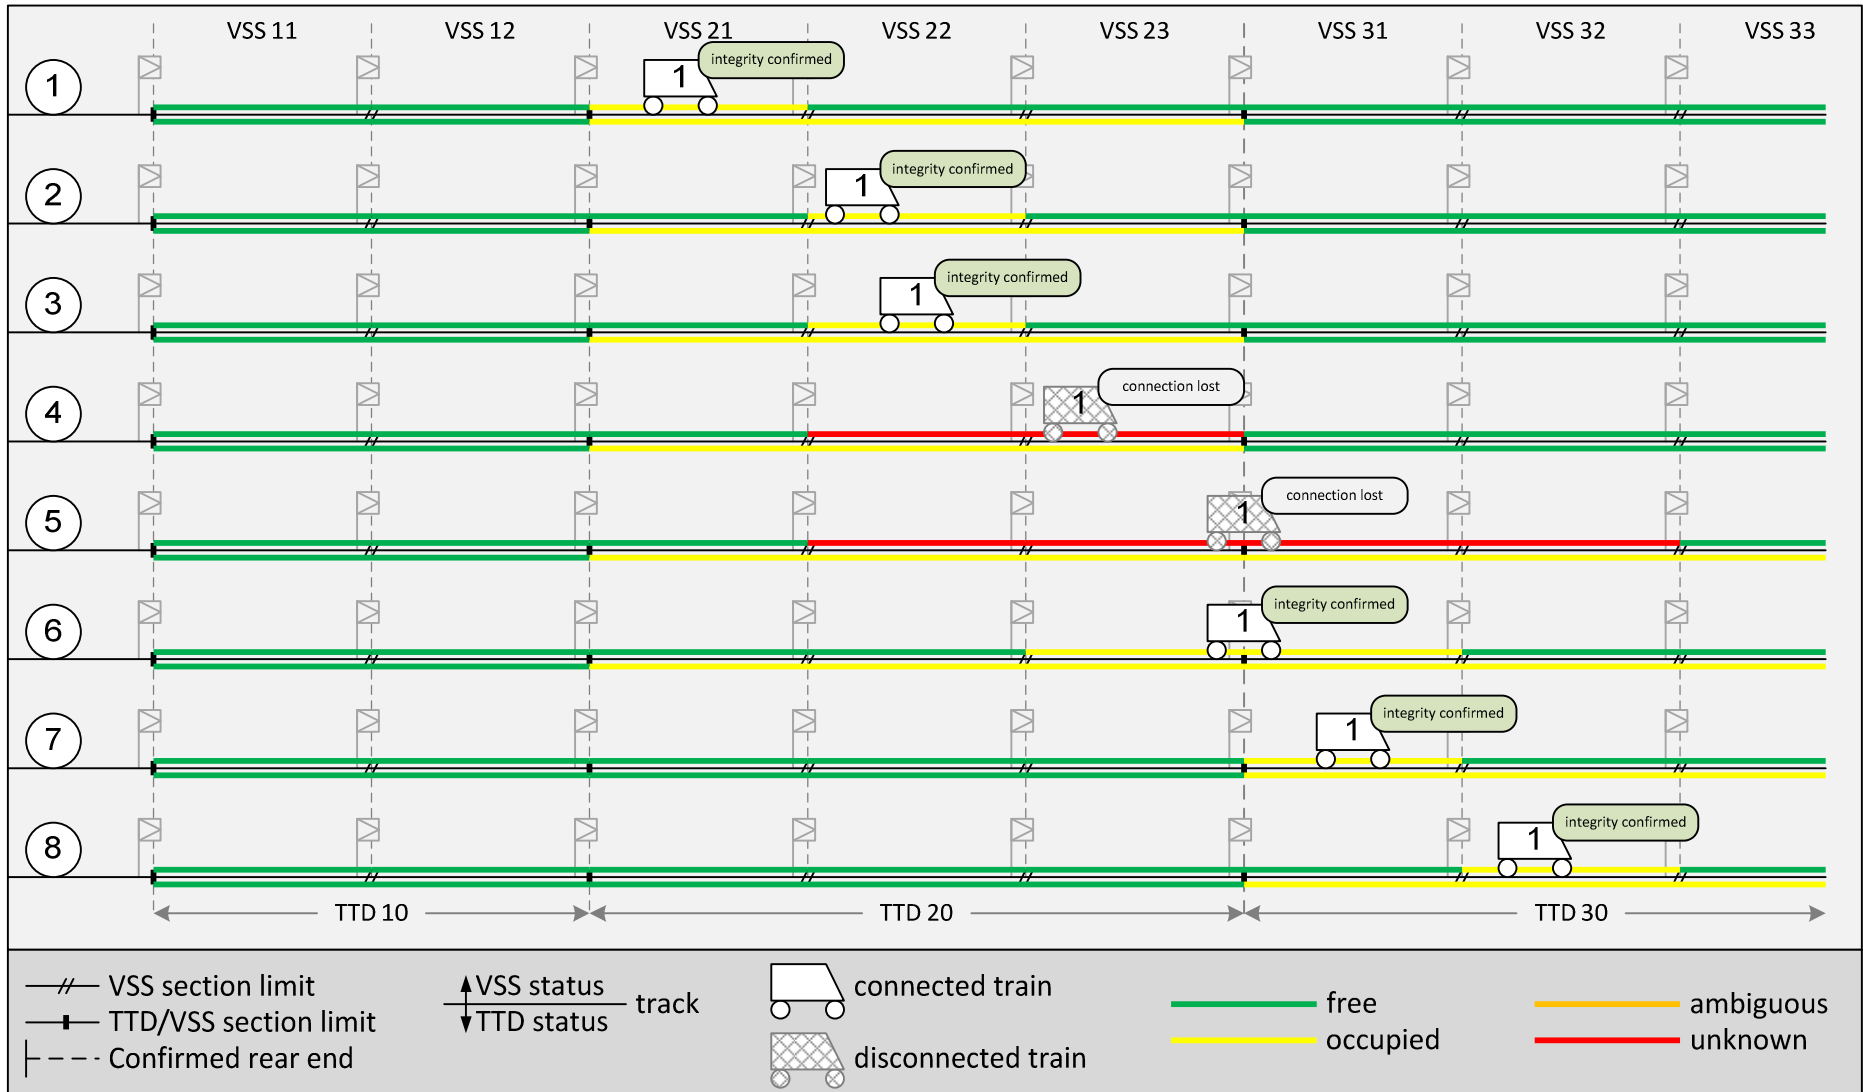 VSS 11 VSS 12 VSS 21 VSS 22 VSS 23 VSS 31 VSS 32 VSS 33
1 1 integrity confirmed
2 1 integrity confirmed
3 1 integrity confirmed
4 1 connection lost
5 1 connection lost
6 1 integrity confirmed
7 1 integrity confirmed
8 1 integrity confirmed
TTD 10 TTD 20 TTD 30
VSS section limit
TTD/VSS section limit
Confirmed rear end
VSS status
track
TTD status
connected train
disconnected train
free
occupied
ambiguous
unknown